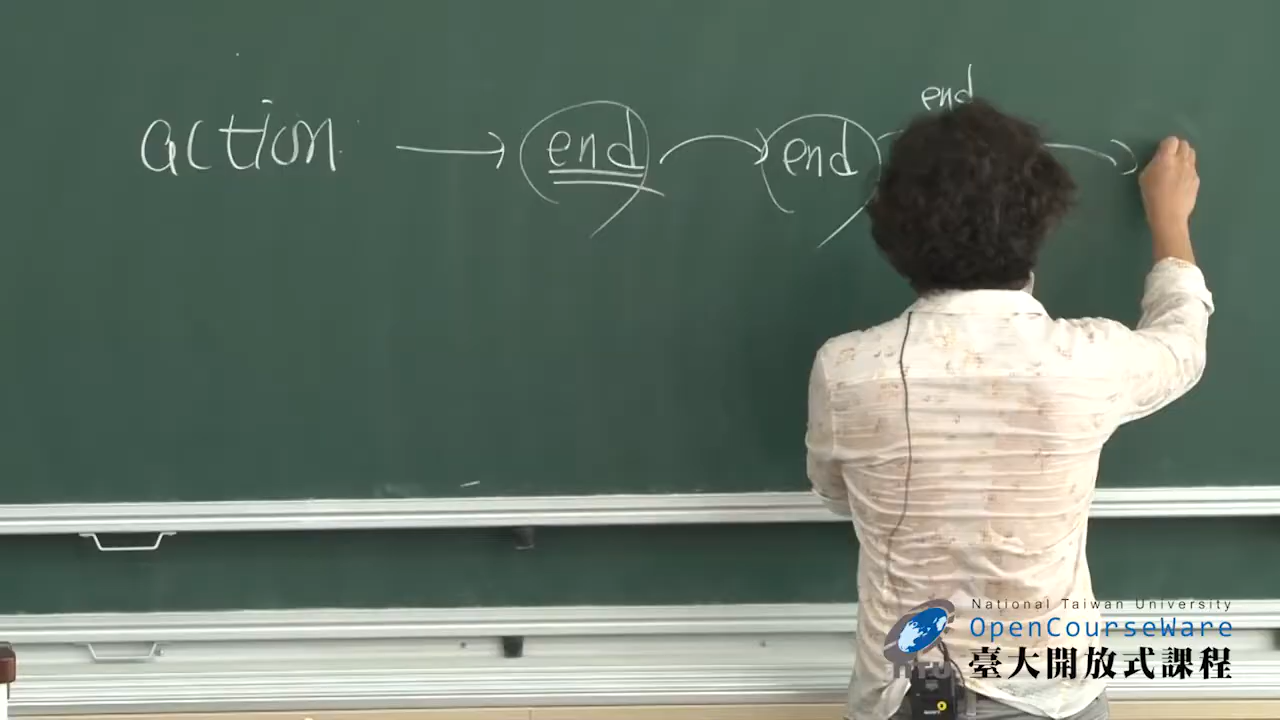 end
action → end end
National Taiwan University
OpenCourseWare
臺大開放式課程